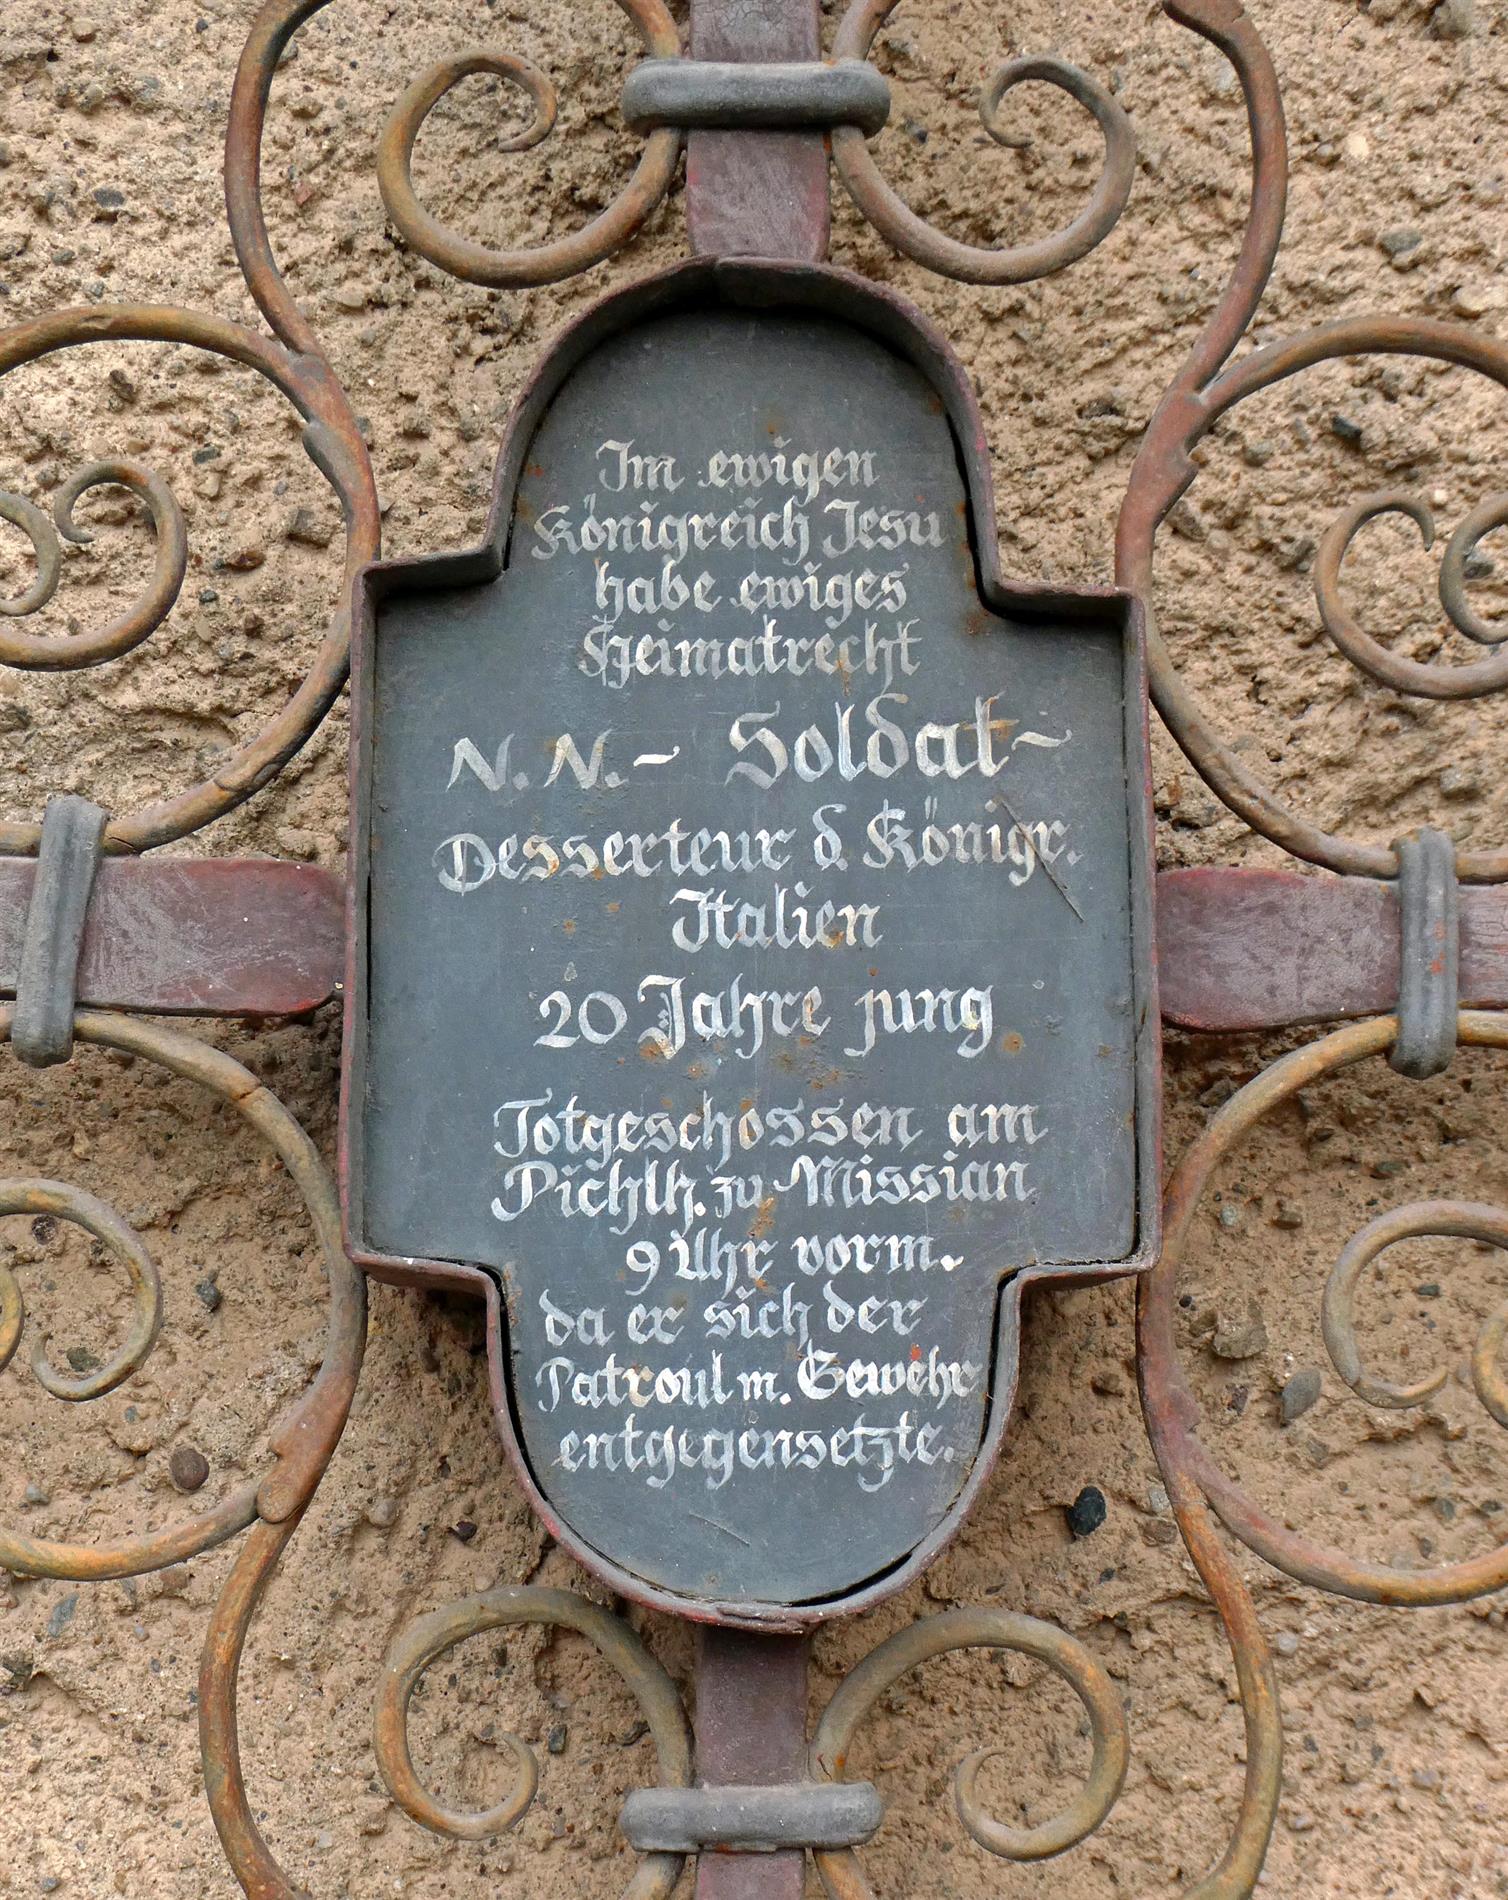 Im ewigen
Königreich Jesu
habe ewiges
Heimatrecht
N. N. ~ Soldat ~
Desserteur d. Königr.
Italien
20 Jahre jung
Totgeschossen am
Pichlh. zu Missian
9 Uhr vorm.
da er sich der
Patroul m. Gewehr
entgegensetzte.